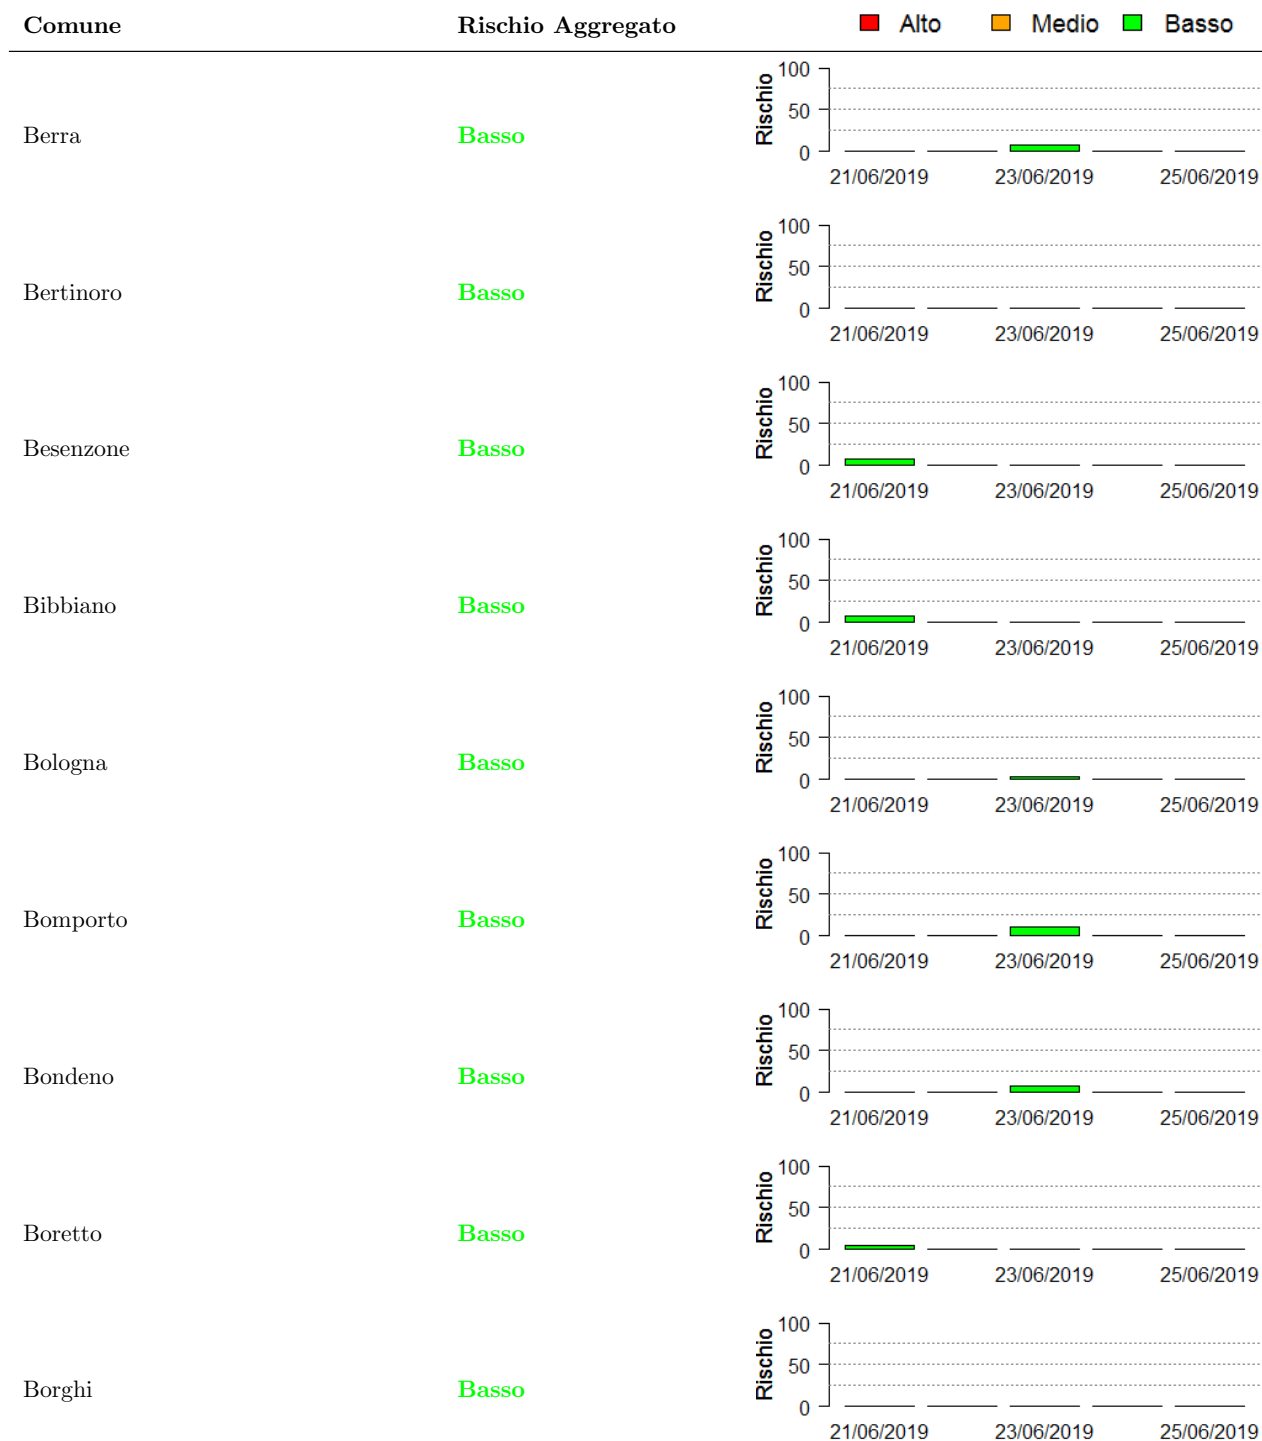 Comune Rischio Aggregato Alto Medio Basso
Berra Basso Rischio 100 50 0
21/06/2019 23/06/2019 25/06/2019
Bertinoro Basso Rischio 100 50 0
21/06/2019 23/06/2019 25/06/2019
Besenzone Basso Rischio 100 50 0
21/06/2019 23/06/2019 25/06/2019
Bibbiano Basso Rischio 100 50 0
21/06/2019 23/06/2019 25/06/2019
Bologna Basso Rischio 100 50 0
21/06/2019 23/06/2019 25/06/2019
Bomporto Basso Rischio 100 50 0
21/06/2019 23/06/2019 25/06/2019
Bondeno Basso Rischio 100 50 0
21/06/2019 23/06/2019 25/06/2019
Boretto Basso Rischio 100 50 0
21/06/2019 23/06/2019 25/06/2019
Borghi Basso Rischio 100 50 0
21/06/2019 23/06/2019 25/06/2019